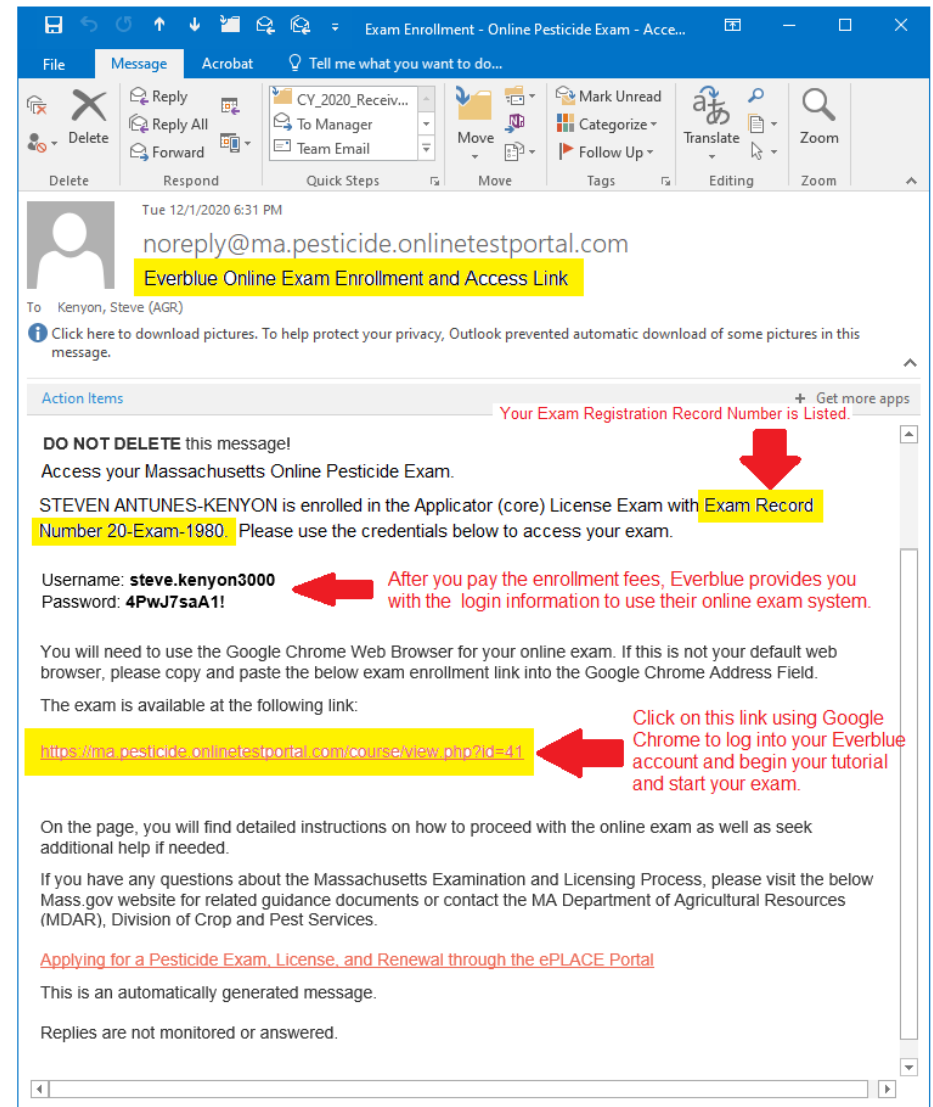 Exam Enrollment - Online Pesticide Exam - Acce...
File Message Acrobat Tell me what you want to do...
Delete
Reply
Reply All
Forward
CY_2020_Receiv...
To Manager
Team Email
Move
Mark Unread
Categorize
Follow Up
Translate
Zoom
Delete Respond Quick Steps Move Tags Editing Zoom
Tue 12/1/2020 6:31 PM
noreply@ma.pesticide.onlinetestportal.com
Everblue Online Exam Enrollment and Access Link
To Kenyon, Steve (AGR)
Click here to download pictures. To help protect your privacy, Outlook prevented automatic download of some pictures in this
message.
Action Items + Get more apps
Your Exam Registration Record Number is Listed.
DO NOT DELETE this message!
Access your Massachusetts Online Pesticide Exam.
STEVEN ANTUNES-KENYON is enrolled in the Applicator (core) License Exam with Exam Record
Number 20-Exam-1980. Please use the credentials below to access your exam.
Username: steve.kenyon3000
Password: 4PwJ7saA1!
After you pay the enrollment fees, Everblue provides you
with the login information to use their online exam system.
You will need to use the Google Chrome Web Browser for your online exam. If this is not your default web
browser, please copy and paste the below exam enrollment link into the Google Chrome Address Field.
The exam is available at the following link:
https://ma.pesticide.onlinetestportal.com/course/view.php?id=41
Click on this link using Google
Chrome to log into your Everblue
account and begin your tutorial
and start your exam.
On the page, you will find detailed instructions on how to proceed with the online exam as well as seek
additional help if needed.
If you have any questions about the Massachusetts Examination and Licensing Process, please visit the below
Mass.gov website for related guidance documents or contact the MA Department of Agricultural Resources
(MDAR), Division of Crop and Pest Services.
Applying for a Pesticide Exam, License, and Renewal through the ePLACE Portal
This is an automatically generated message.
Replies are not monitored or answered.